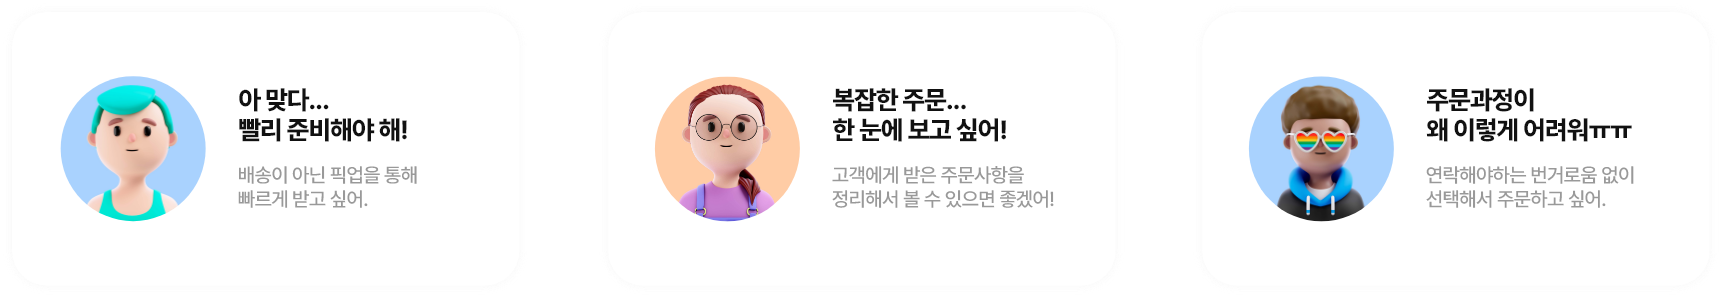 아 맞다...
빨리 준비해야 해!
배송이 아닌 픽업을 통해
빠르게 받고 싶어.
복잡한 주문...
한 눈에 보고 싶어!
고객에게 받은 주문사항을
정리해서 볼 수 있으면 좋겠어!
주문과정이
왜 이렇게 어려워ㅠㅠ
연락해야하는 번거로움 없이
선택해서 주문하고 싶어.